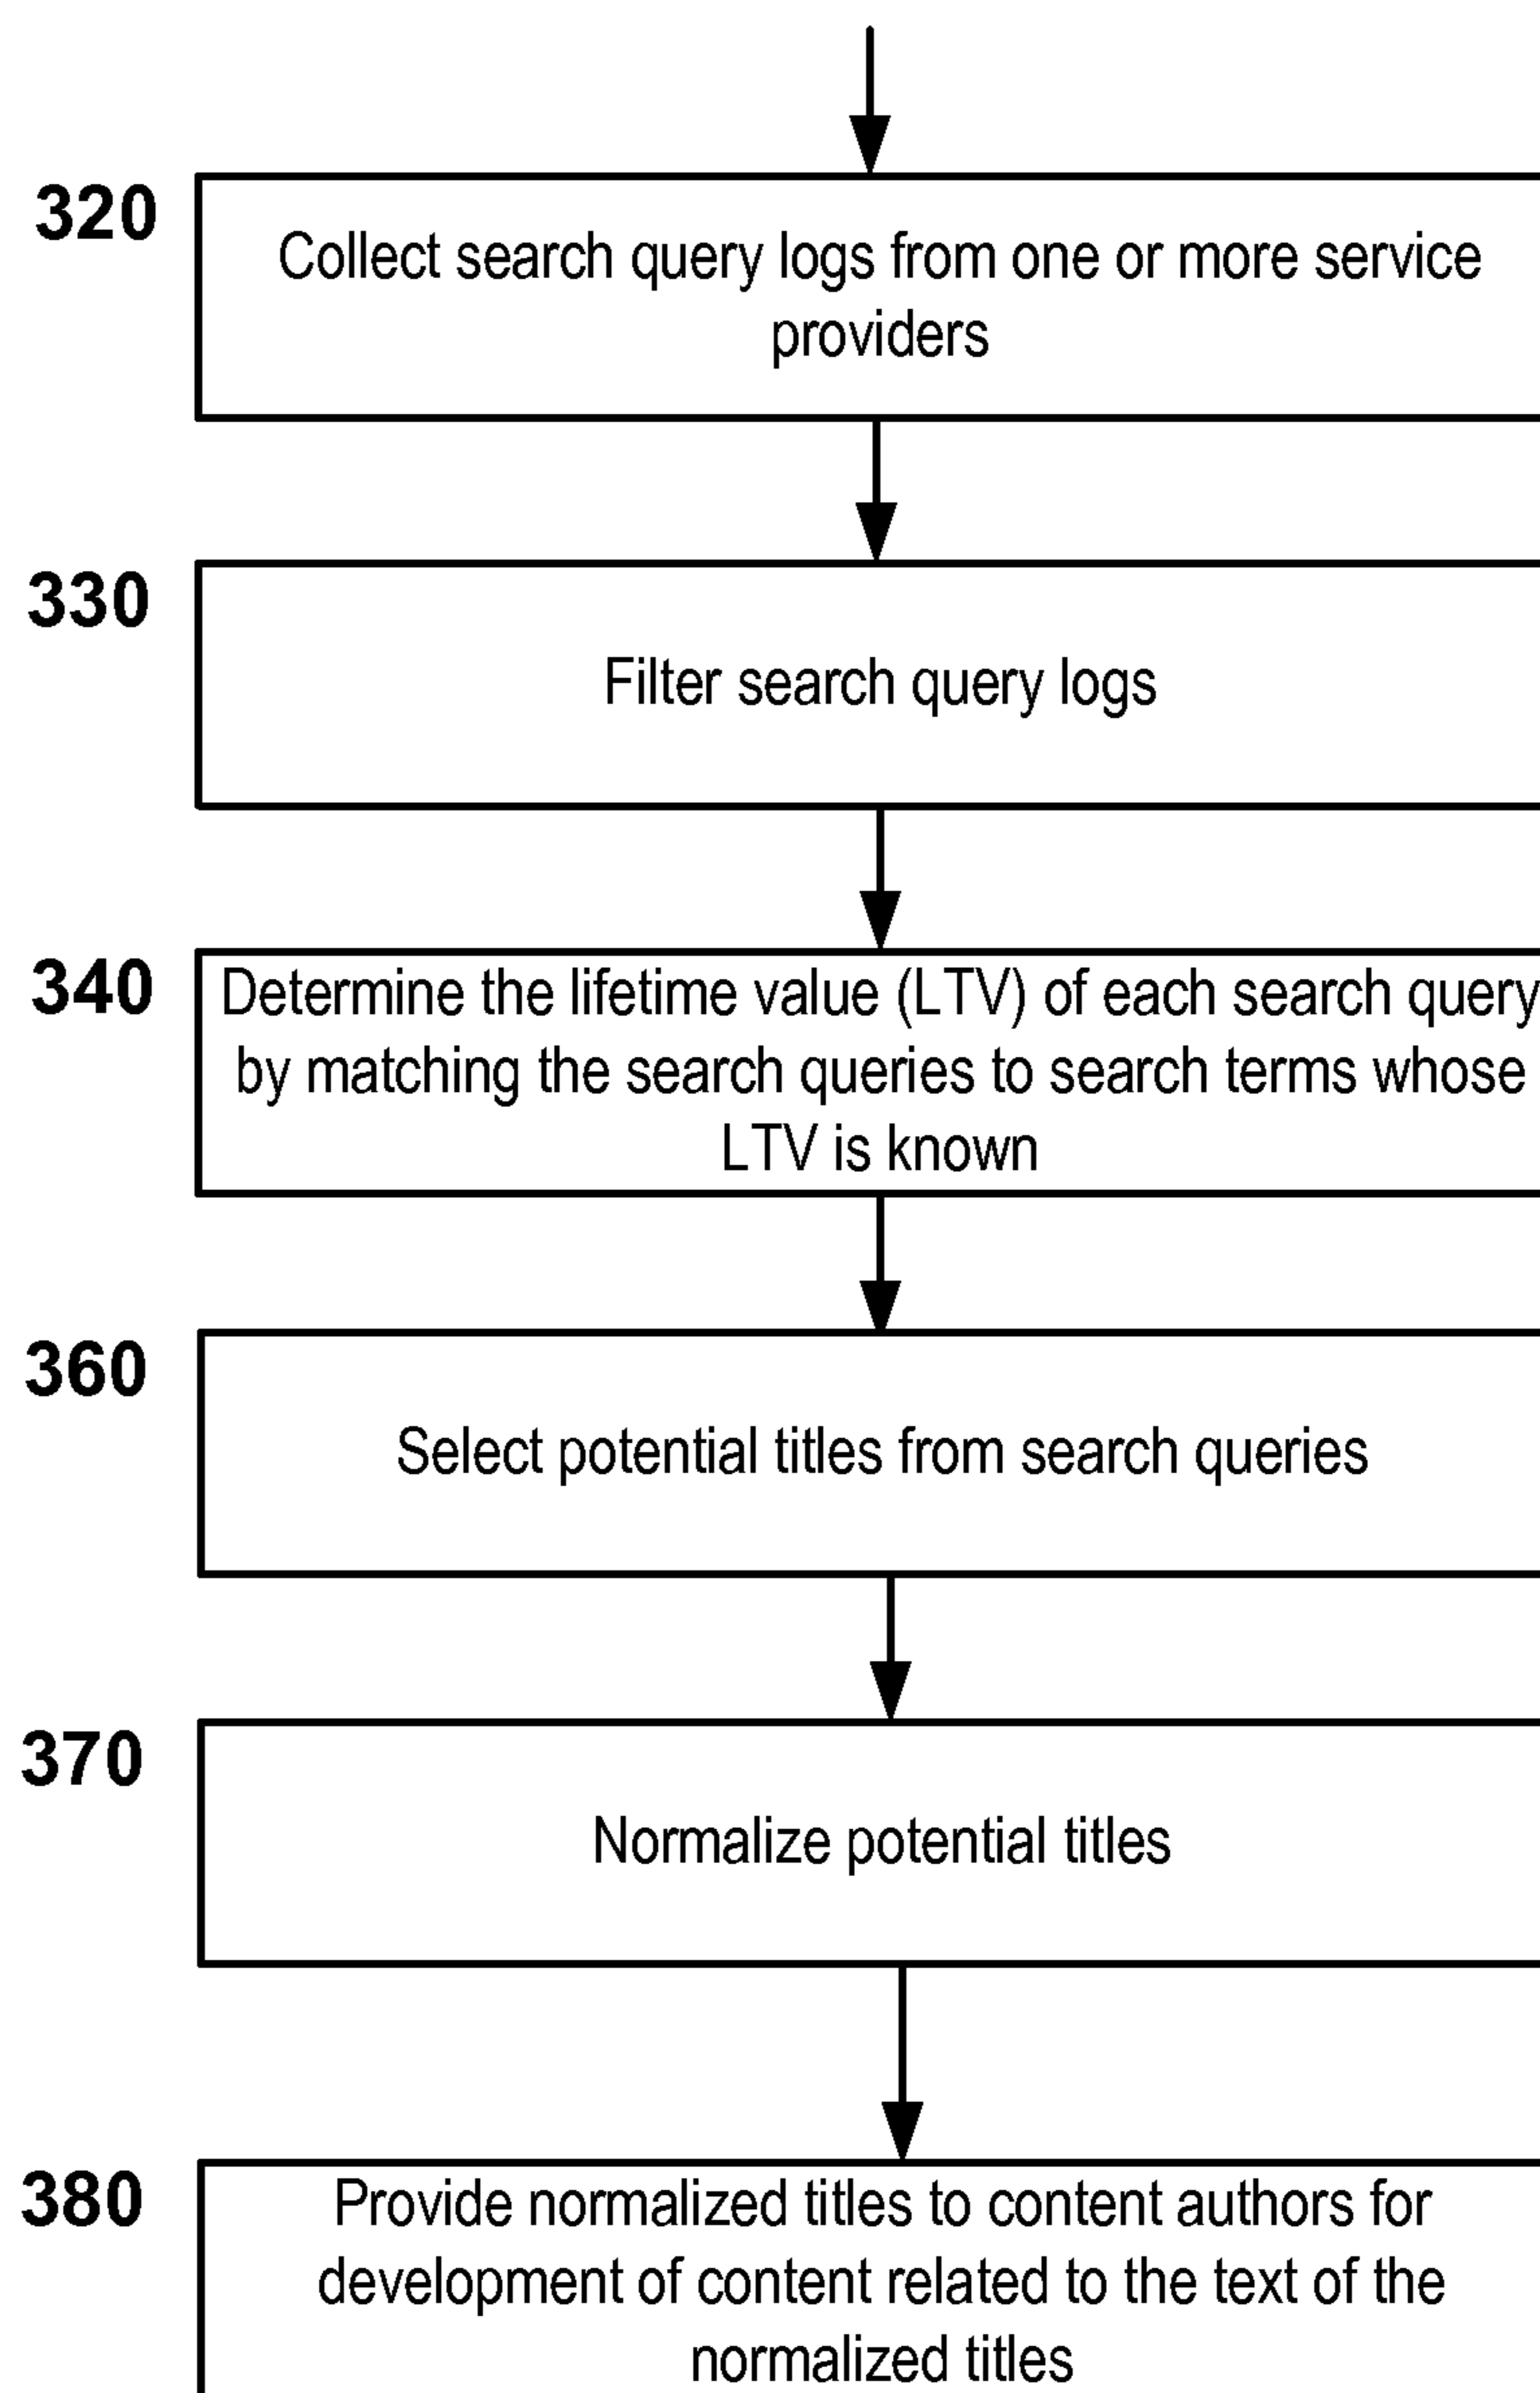 320
Collect search query logs from one or more service
providers
330
Filter search query logs
340
Determine the lifetime value (LTV) of each search query
by matching the search queries to search terms whose
LTV is known
360
Select potential titles from search queries
370
Normalize potential titles
380
Provide normalized titles to content authors for
development of content related to the text of the
normalized titles